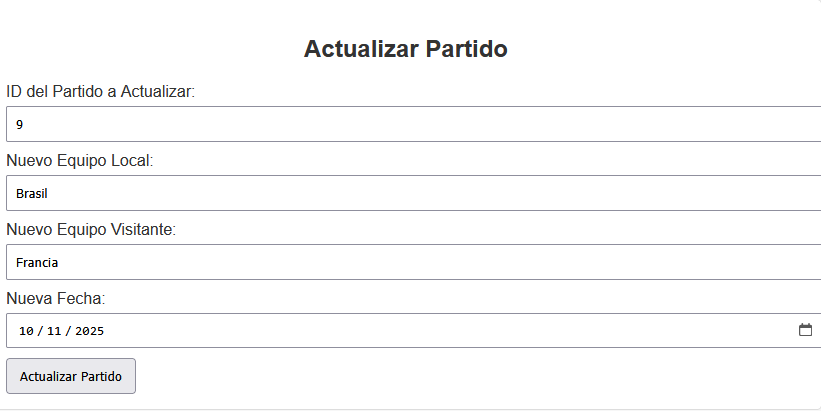 Actualizar Partido
ID del Partido a Actualizar:
9
Nuevo Equipo Local:
Brasil
Nuevo Equipo Visitante:
Francia
Nueva Fecha:
10 / 11 / 2025
Actualizar Partido